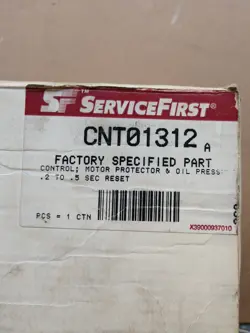 SF™ SERVICEFIRST®
CNT01312 A
FACTORY SPECIFIED PART
CONTROL; MOTOR PROTECTOR & OIL PRESS
.2 TO .5 SEC RESET
PCS = 1 CTN
X39000937010